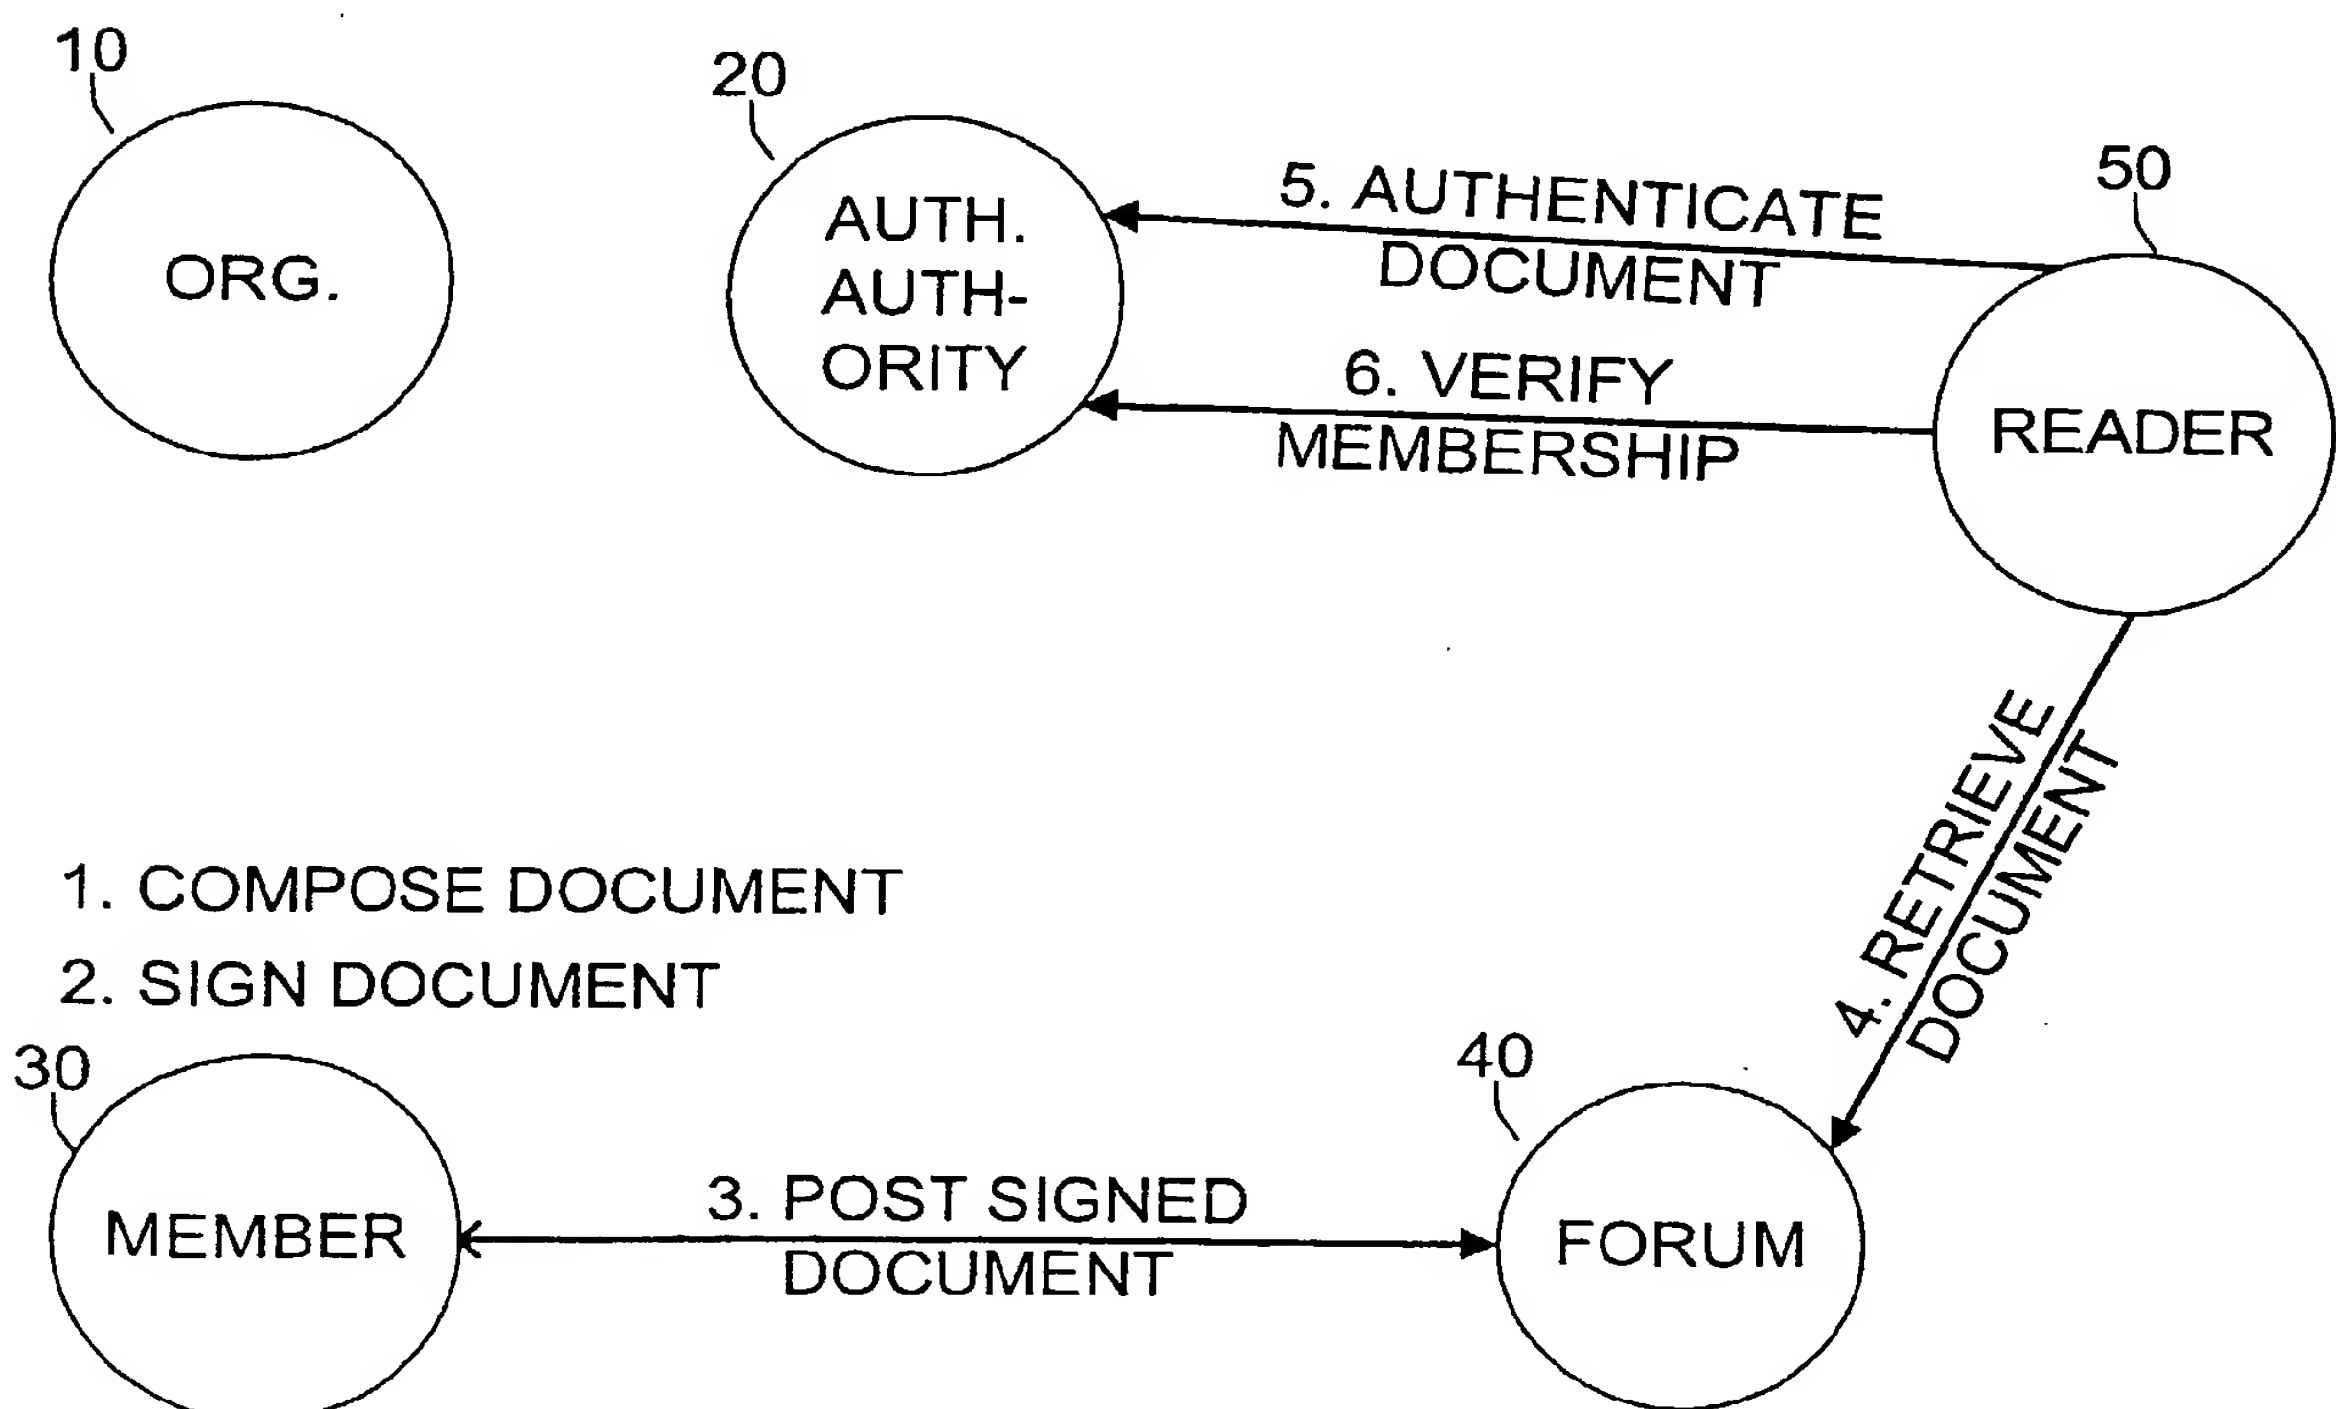 10
ORG.
20
AUTH.
AUTH-
ORITY
5. AUTHENTICATE
DOCUMENT
6. VERIFY
MEMBERSHIP
50
READER
4. RETRIEVE
DOCUMENT
1. COMPOSE DOCUMENT
2. SIGN DOCUMENT
30
MEMBER
3. POST SIGNED
DOCUMENT
40
FORUM